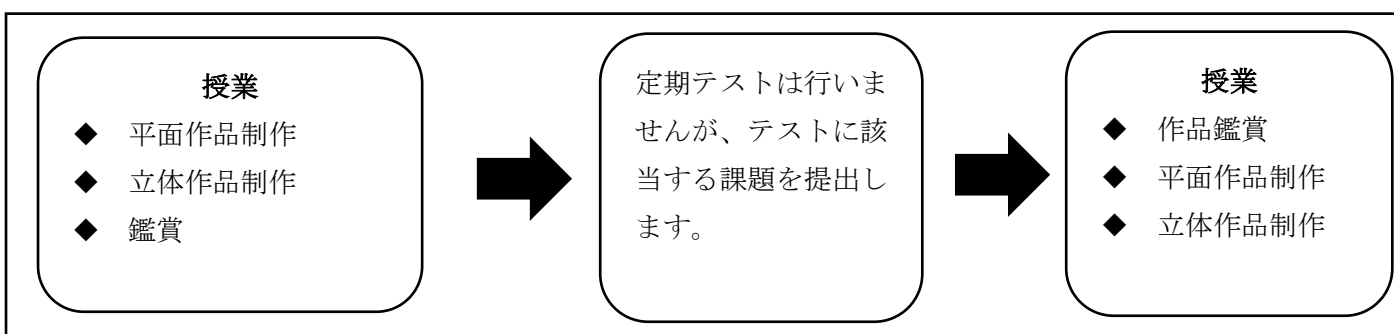 授業
◆ 平面作品制作
◆ 立体作品制作
◆ 鑑賞
定期テストは行いま
せんが、テストに該
当する課題を提出し
ます。
授業
◆ 作品鑑賞
◆ 平面作品制作
◆ 立体作品制作